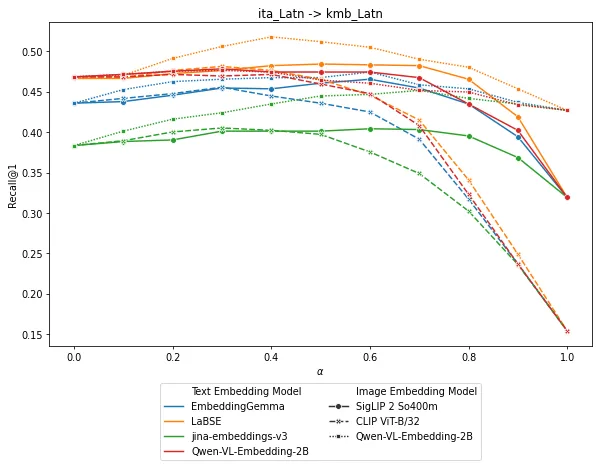 ita_Latn -> kmb_Latn
Recall@1
0.50
0.45
0.40
0.35
0.30
0.25
0.20
0.15
0.0 0.2 0.4 0.6 0.8 1.0
α
Text Embedding Model
EmbeddingGemma
LaBSE
jina-embeddings-v3
Qwen-VL-Embedding-2B
Image Embedding Model
SigLIP 2 So400m
CLIP ViT-B/32
Qwen-VL-Embedding-2B